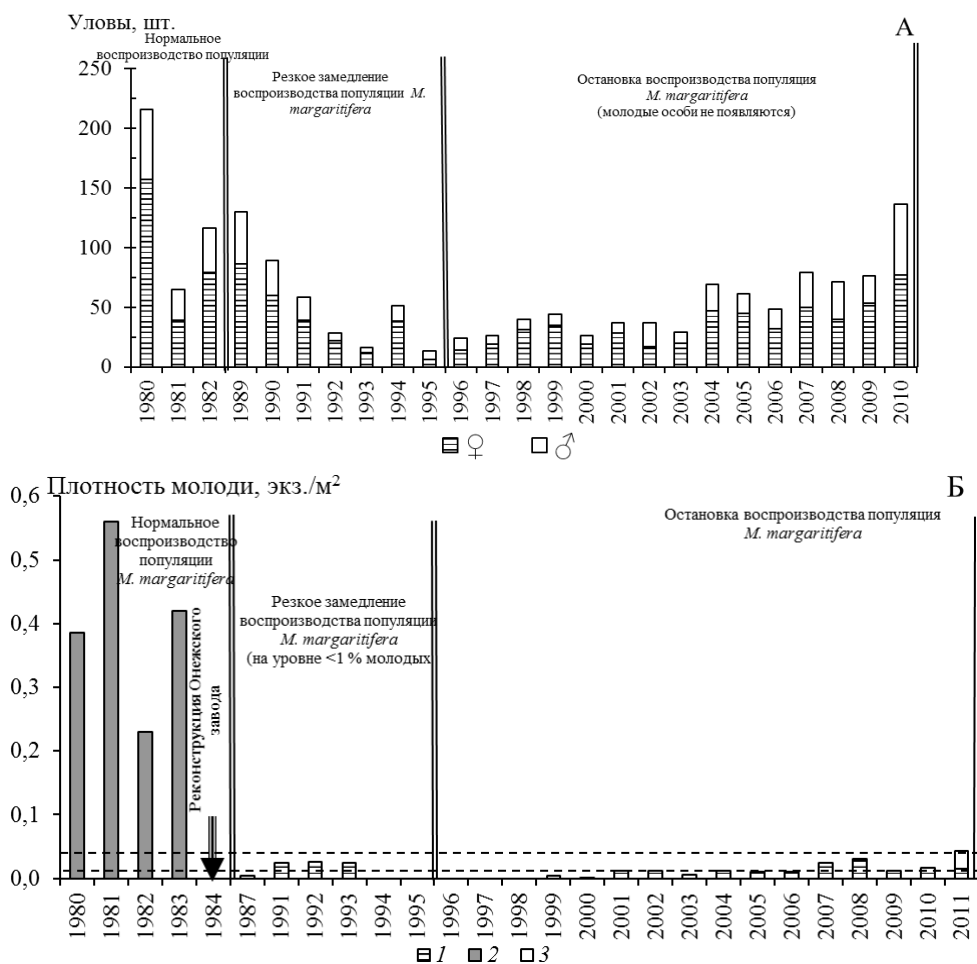 Уловы, шт.
А
Нормальное
воспроизводство популяции
Резкое замедление
воспроизводства популяции M.
margaritifera
Остановка воспроизводства популяция
M. margaritifera
(молодые особи не появляются)
250
200
150
100
50
0
1980
1981
1982
1989
1990
1991
1992
1993
1994
1995
1996
1997
1998
1999
2000
2001
2002
2003
2004
2005
2006
2007
2008
2009
2010
♀ ♂
Плотность молоди, экз./м²
Б
Нормальное
воспроизводство
популяции
M. margaritifera
Реконструкция Онежского
завода
Резкое замедление
воспроизводства популяции
M. margaritifera
(на уровне <1 % молодых
Остановка воспроизводства популяция
M. margaritifera
0,6
0,5
0,4
0,3
0,2
0,1
0,0
1980
1981
1982
1983
1984
1987
1991
1992
1993
1994
1995
1996
1997
1998
1999
2000
2001
2002
2003
2004
2005
2006
2007
2008
2009
2010
2011
1 2 3